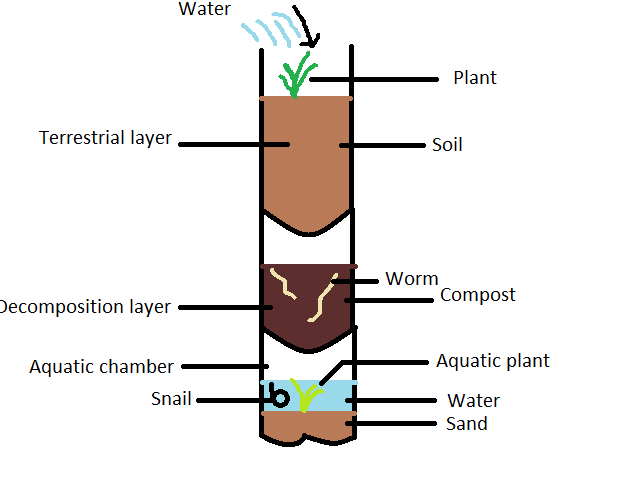 Water
Plant
Terrestrial layer
Soil
Worm
Compost
Decomposition layer
Aquatic plant
Aquatic chamber
Snail
Water
Sand